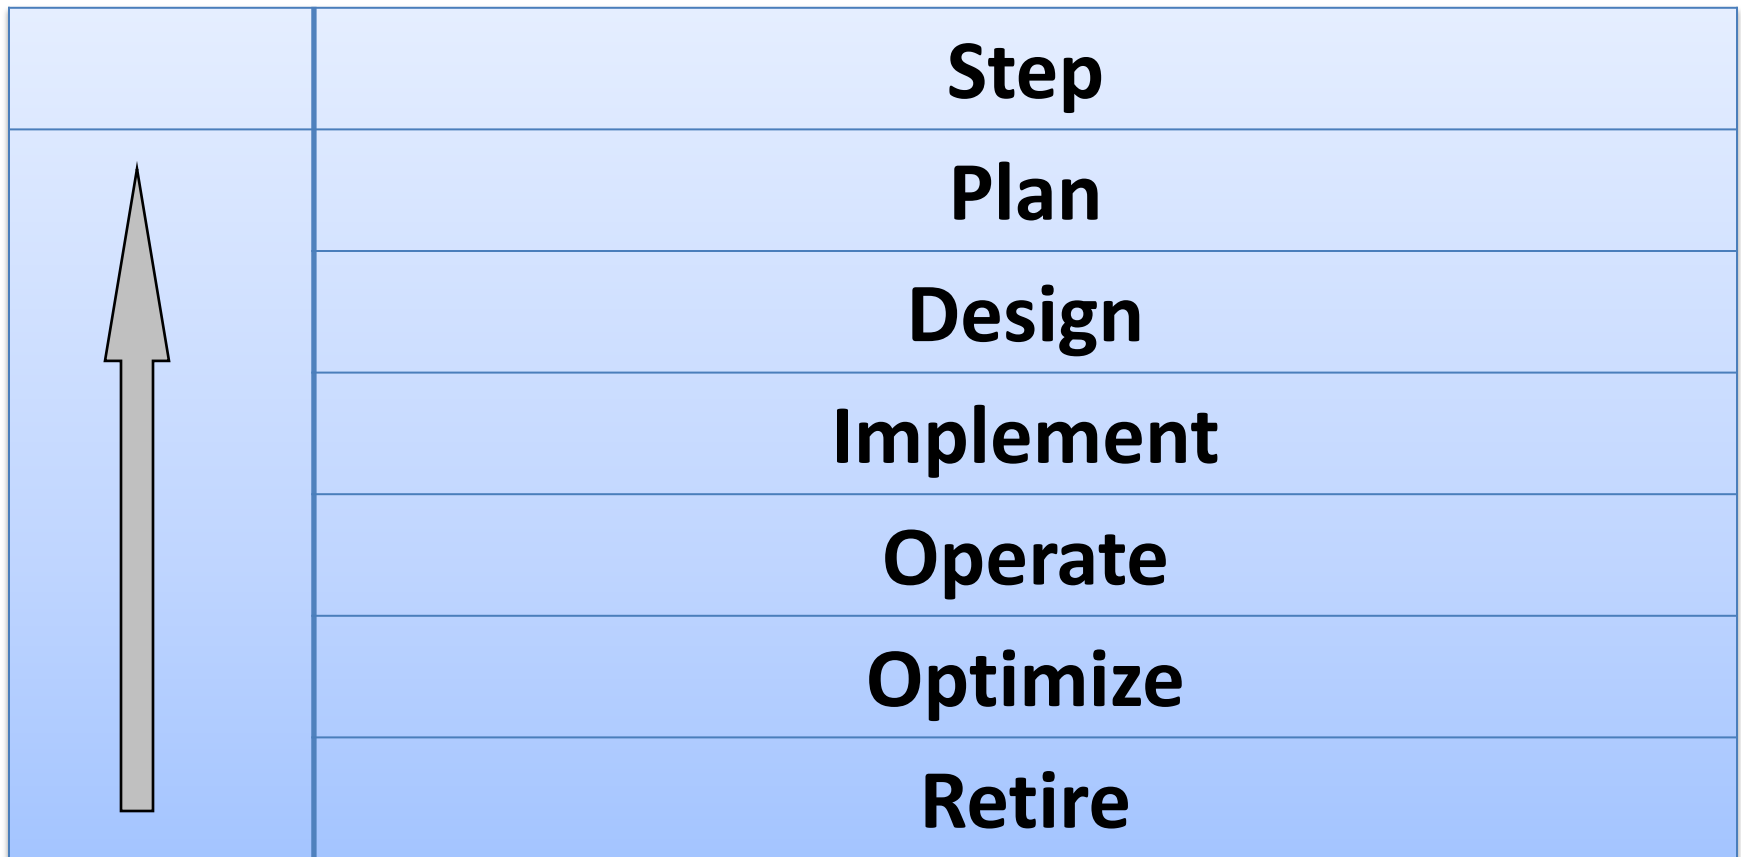 Step
Plan
Design
Implement
Operate
Optimize
Retire